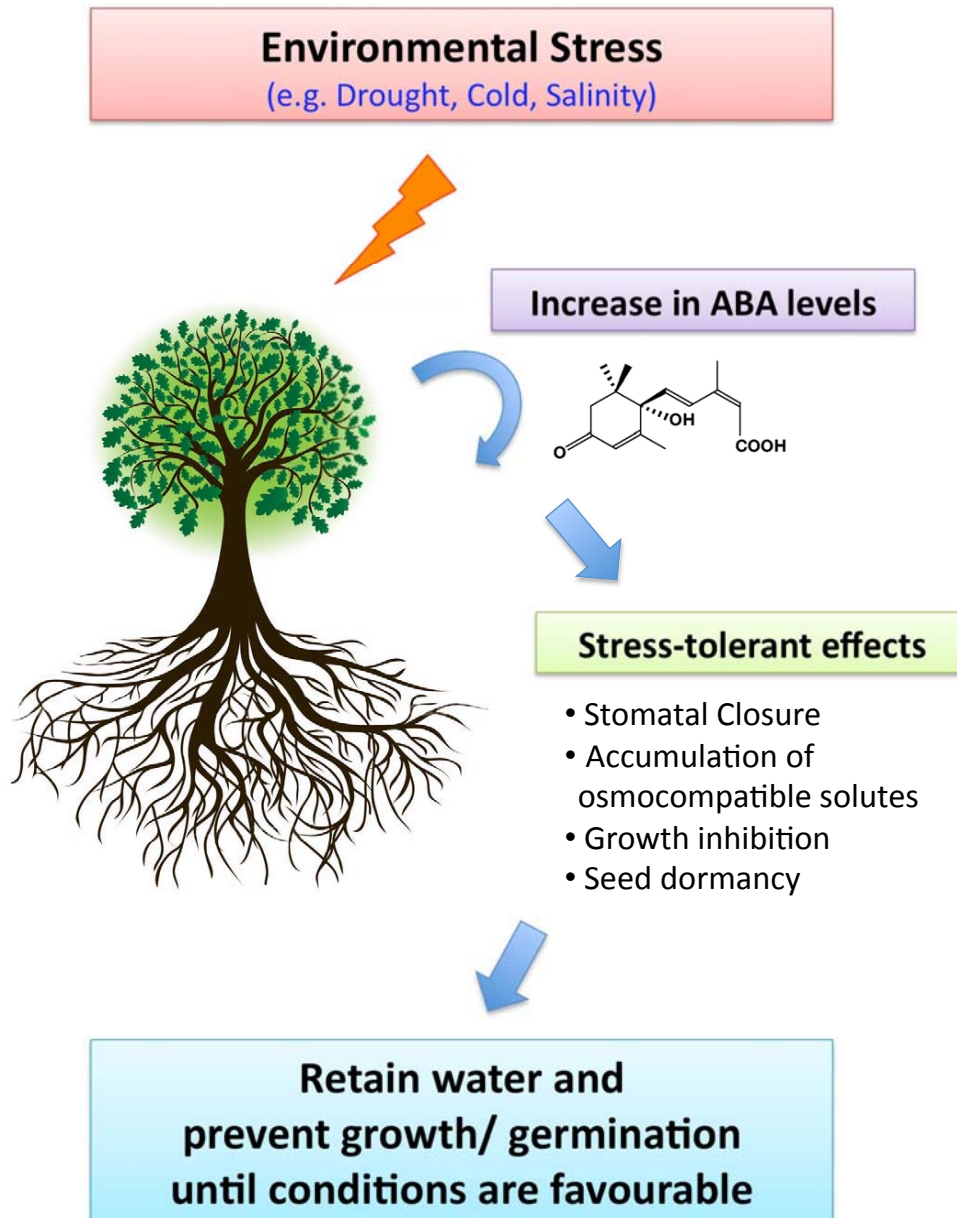 Environmental Stress
(e.g. Drought, Cold, Salinity)
Increase in ABA levels
OH
O
COOH
Stress-tolerant effects
• Stomatal Closure
• Accumulation of
osmocompatible solutes
• Growth inhibition
• Seed dormancy
Retain water and
prevent growth/ germination
until conditions are favourable